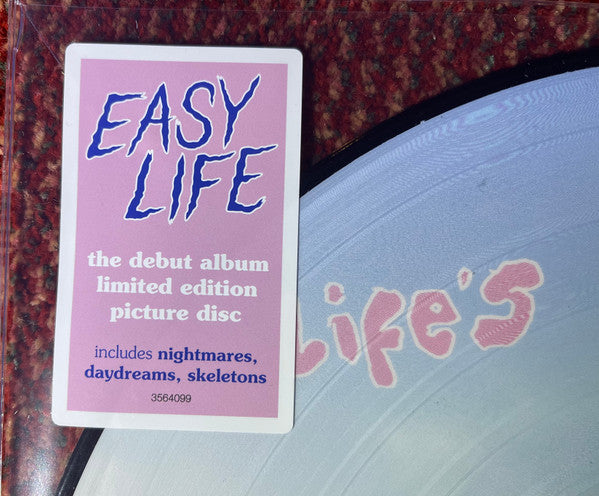 EASY
LIFE
the debut album
limited edition
picture disc
includes nightmares,
daydreams, skeletons
3564099
Life's